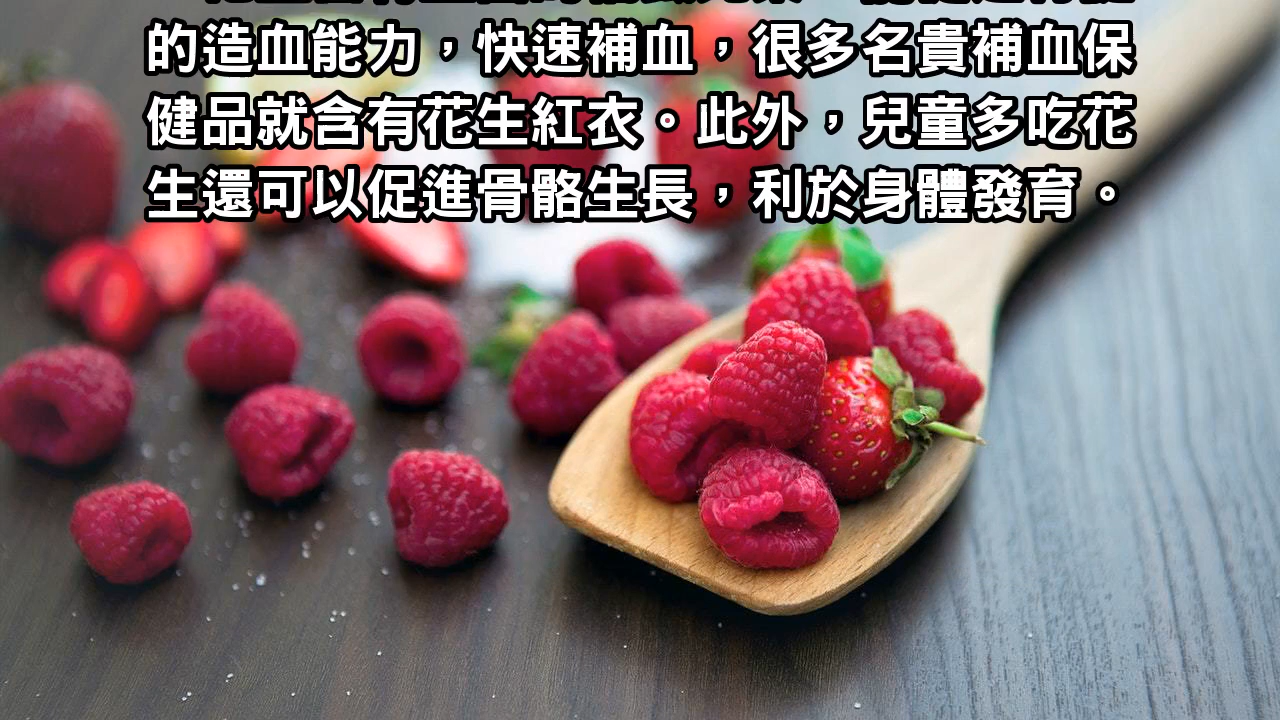 的造血能力，快速補血，很多名貴補血保
健品就含有花生紅衣。此外，兒童多吃花
生還可以促進骨骼生長，利於身體發育。